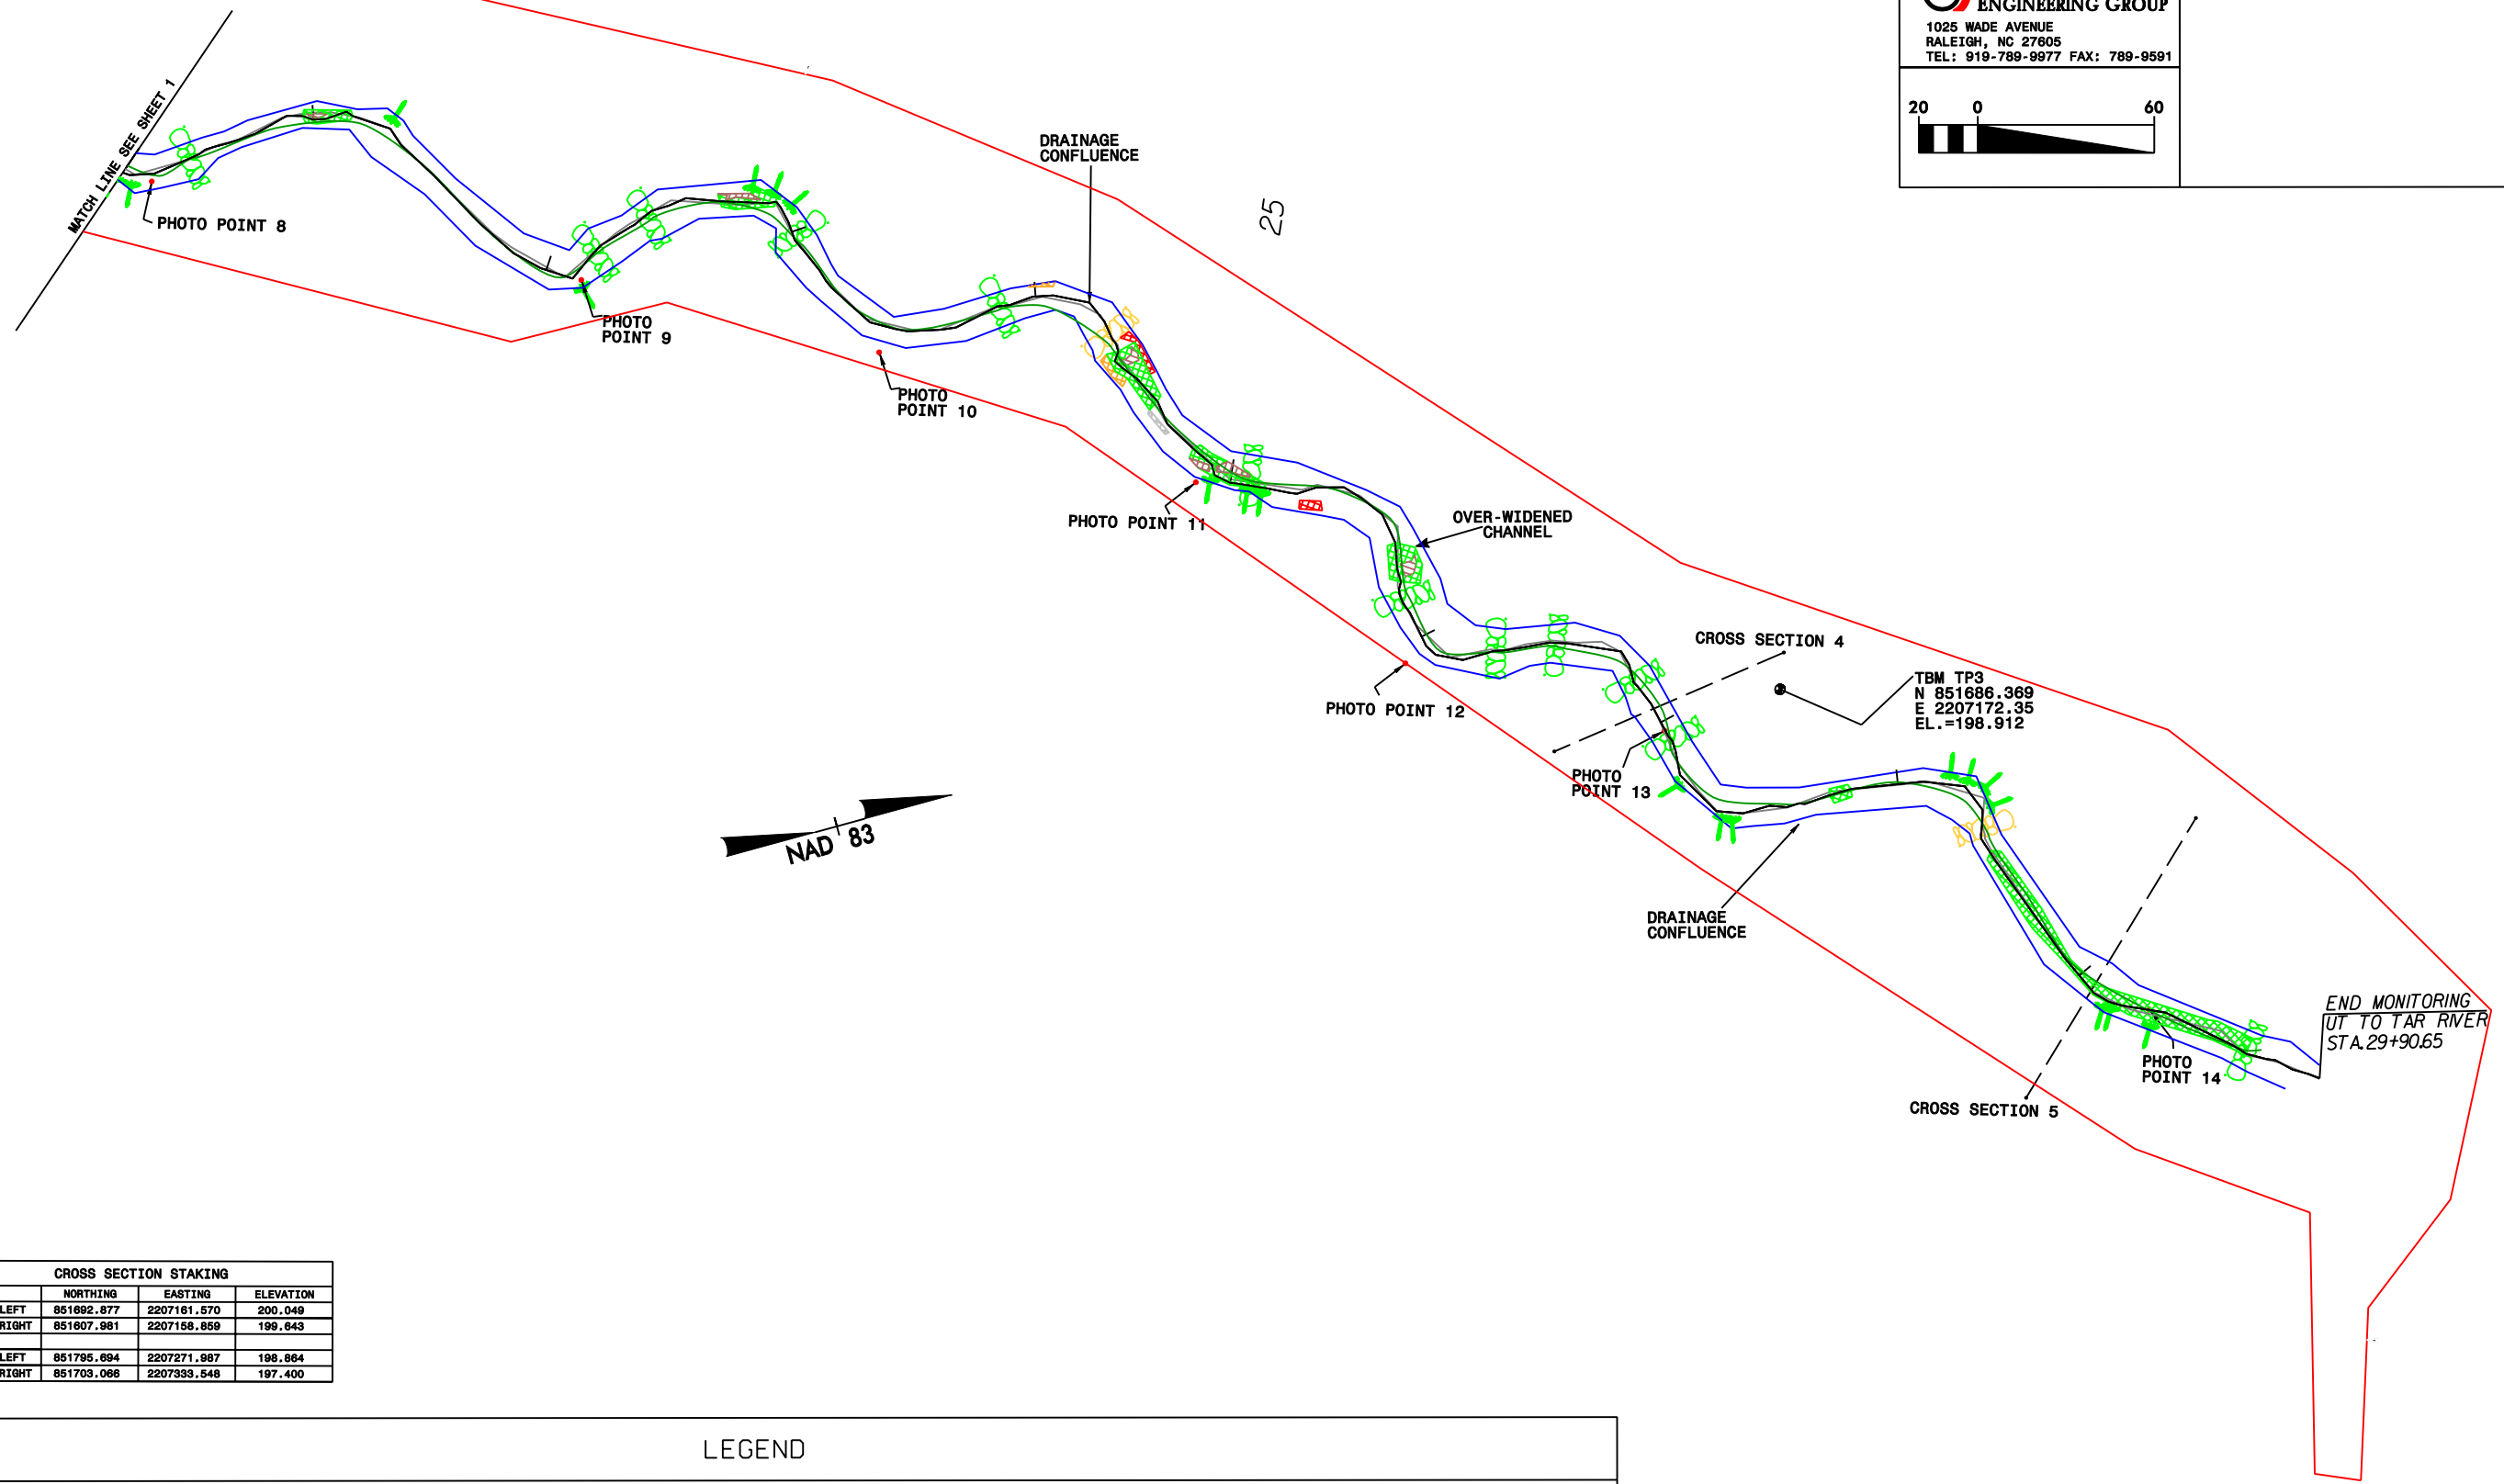 ENGINEERING GROUP
1025 WADE AVENUE
RALEIGH, NC 27605
TEL: 919-789-9977 FAX: 789-9591
20 0 60
MATCH LINE SEE SHEET 1
PHOTO POINT 8
DRAINAGE
CONFLUENCE
25
PHOTO
POINT 9
PHOTO
POINT 10
PHOTO POINT 11
OVER-WIDENED
CHANNEL
CROSS SECTION 4
TBM TP3
N 851686.369
E 2207172.35
EL.=198.912
PHOTO POINT 12
PHOTO
POINT 13
NAD 83
DRAINAGE
CONFLUENCE
END MONITORING
UT TO TAR RIVER
STA.29+90.65
PHOTO
POINT 14
CROSS SECTION 5
CROSS SECTION STAKING
NORTHING EASTING ELEVATION
LEFT 851692.877 2207161.570 200.049
RIGHT 851607.981 2207158.859 199.643
LEFT 851795.694 2207271.987 198.864
RIGHT 851703.066 2207333.548 197.400
LEGEND